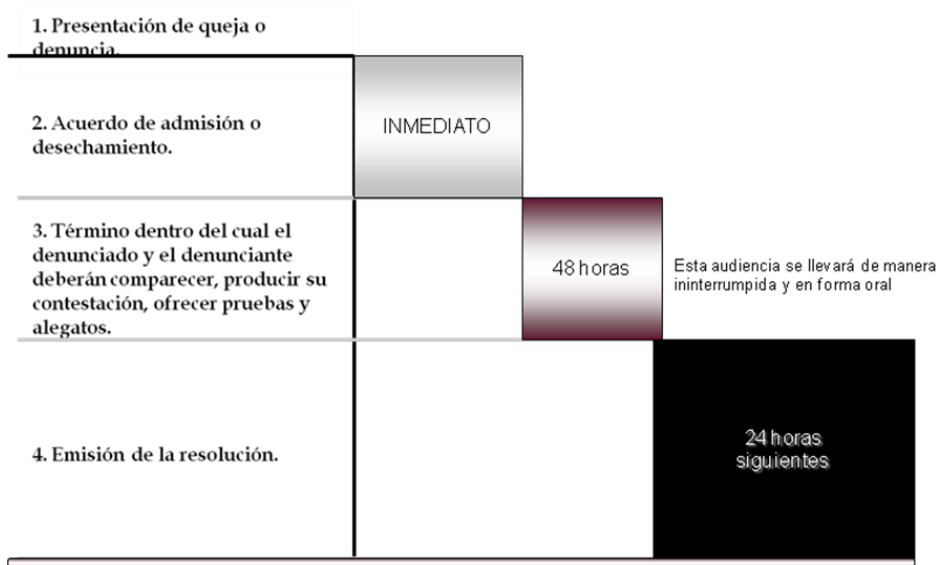 1. Presentación de queja o
denuncia.
2. Acuerdo de admisión o
desechamiento.
INMEDIATO
3. Término dentro del cual el
denunciado y el denunciante
deberán comparecer, producir su
contestación, ofrecer pruebas y
alegatos.
48 horas
Esta audiencia se llevará de manera
ininterrumpida y en forma oral
4. Emisión de la resolución.
24 horas
siguientes